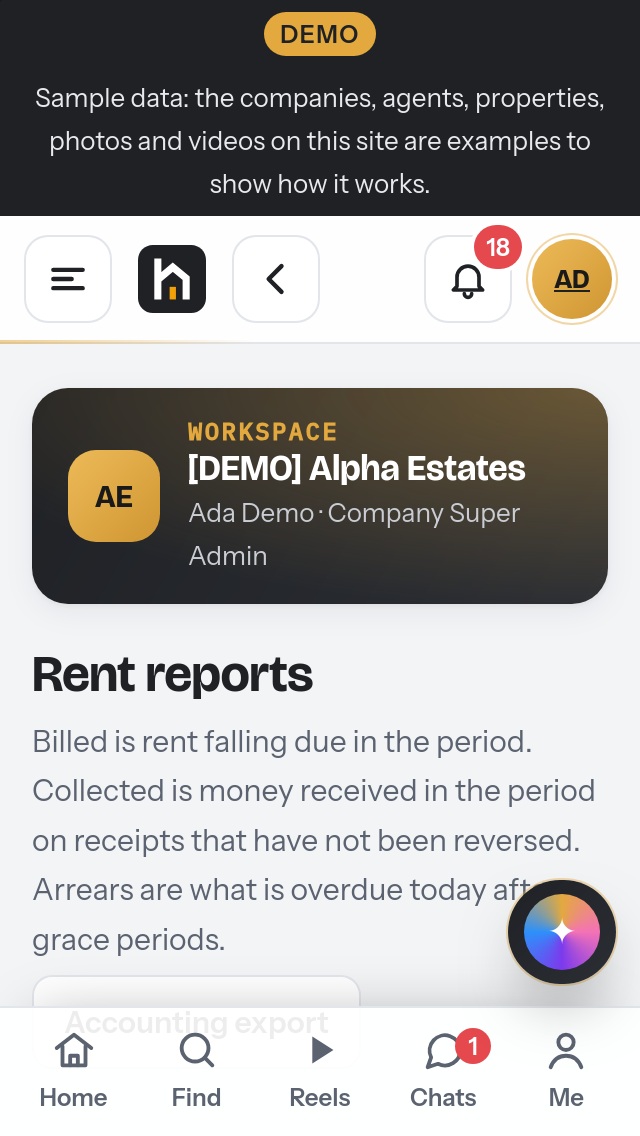 DEMO
Sample data: the companies, agents, properties,
photos and videos on this site are examples to
show how it works.
18
AD
WORKSPACE
AE
[DEMO] Alpha Estates
Ada Demo · Company Super
Admin
Rent reports
Billed is rent falling due in the period.
Collected is money received in the period
on receipts that have not been reversed.
Arrears are what is overdue today
grace periods.
Accounting export
1
Home
Find
Reels
Chats
Me